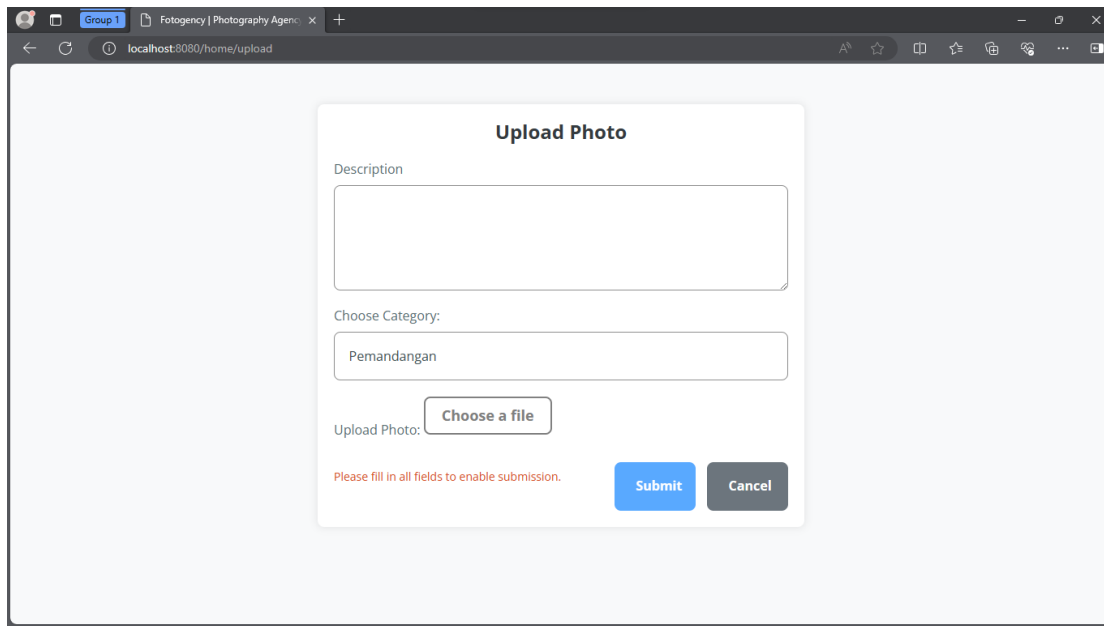 Group 1
Fotogency | Photography Agenc
localhost:8080/home/upload
Upload Photo
Description
Choose Category:
Pemandangan
Upload Photo: Choose a file
Please fill in all fields to enable submission.
Submit Cancel